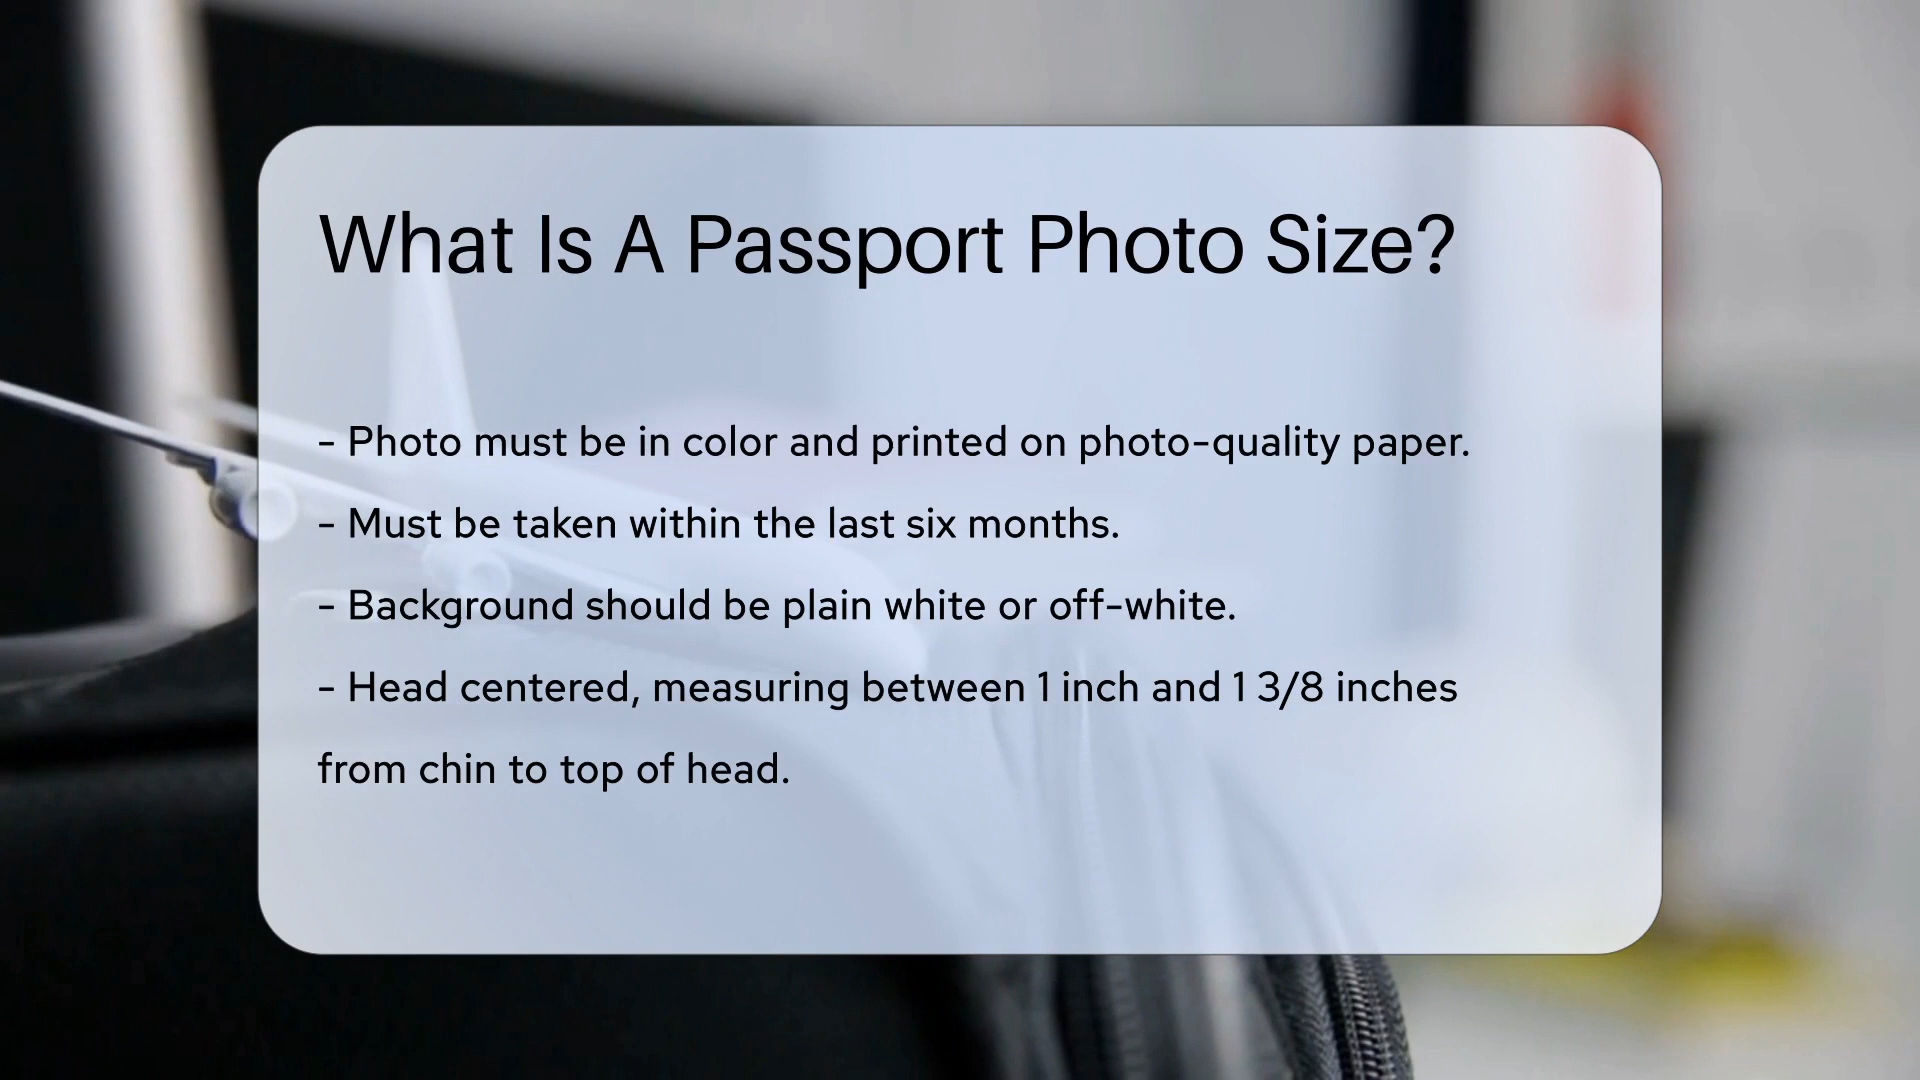 What Is A Passport Photo Size?
- Photo must be in color and printed on photo-quality paper.
- Must be taken within the last six months.
- Background should be plain white or off-white.
- Head centered, measuring between 1 inch and 1 3/8 inches
from chin to top of head.